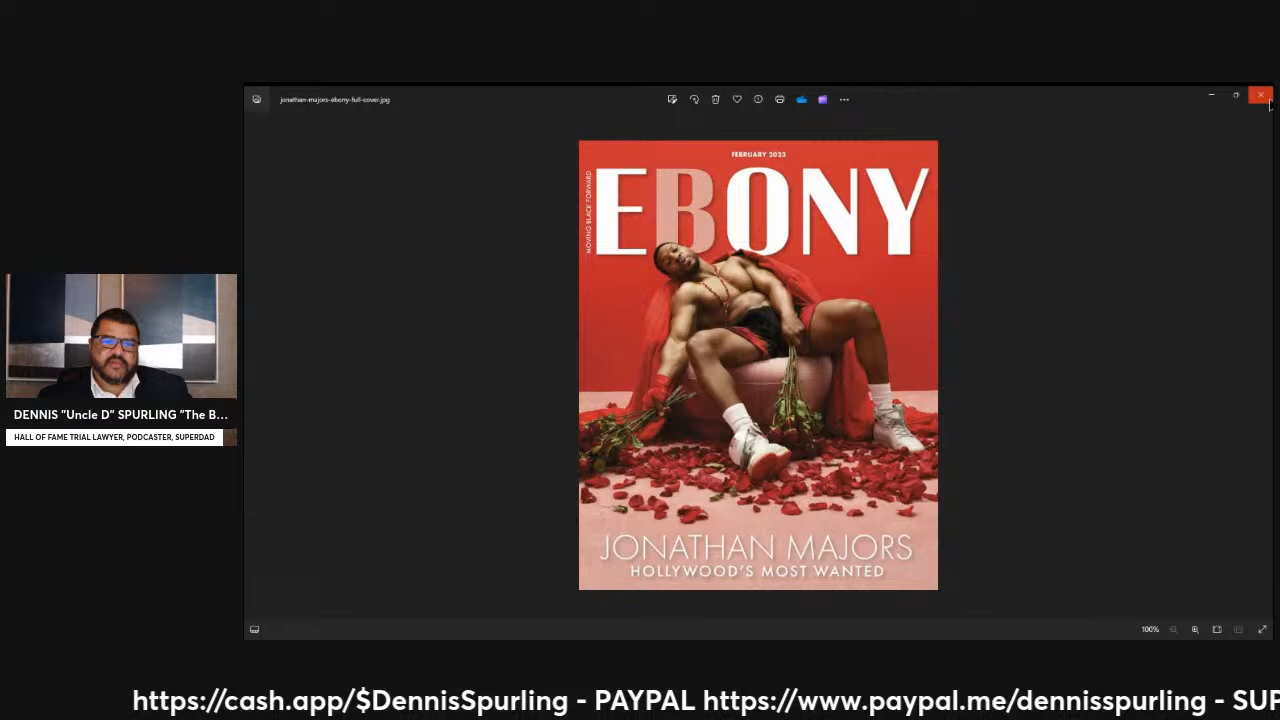 jonathan-majors-ebony-full-cover.jpg
FEBRUARY 2023
EBONY
MOVING BLACK FORWARD
DENNIS "Uncle D" SPURLING "The B...
HALL OF FAME TRIAL LAWYER, PODCASTER, SUPERDAD
JONATHAN MAJORS
HOLLYWOOD'S MOST WANTED
100%
https://cash.app/$DennisSpurling - PAYPAL https://www.paypal.me/dennisspurling - SUP